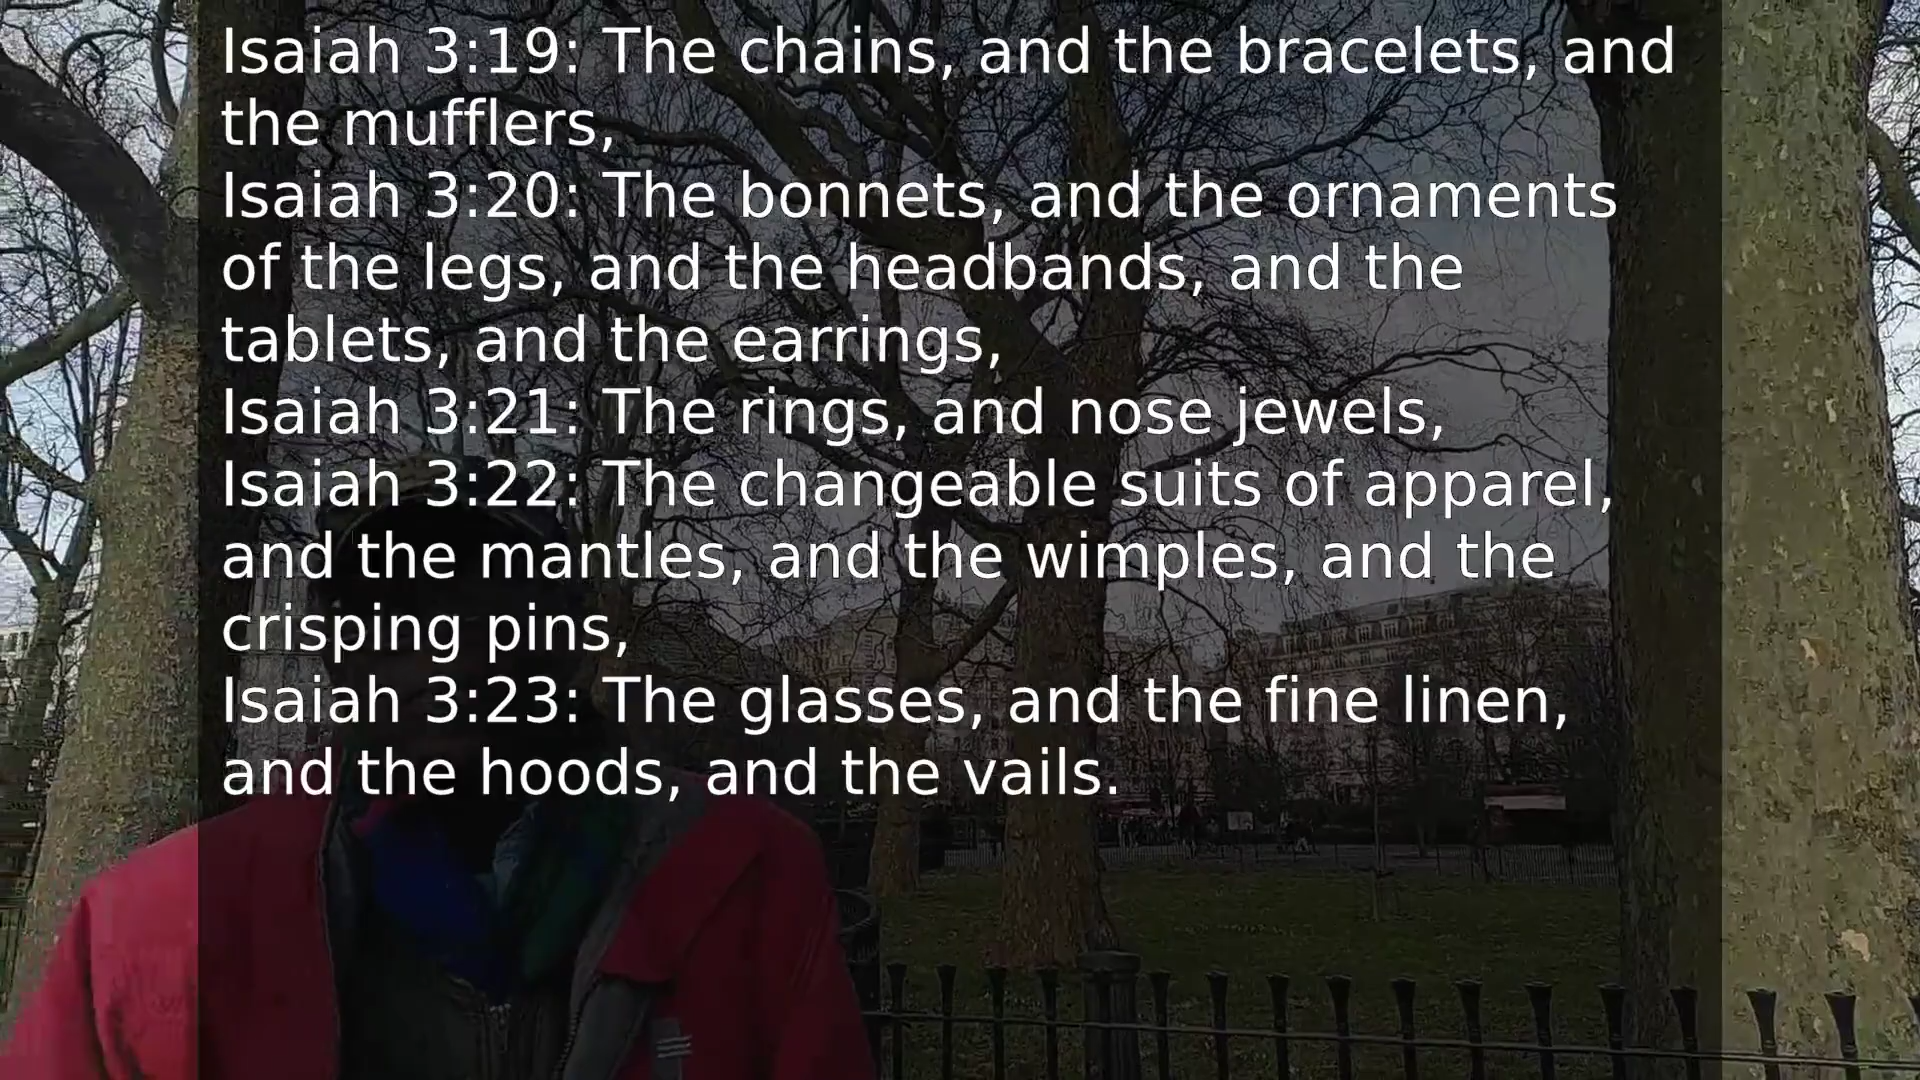 Isaiah 3:19: The chains, and the bracelets, and
the mufflers,
Isaiah 3:20: The bonnets, and the ornaments
of the legs, and the headbands, and the
tablets, and the earrings,
Isaiah 3:21: The rings, and nose jewels,
Isaiah 3:22: The changeable suits of apparel,
and the mantles, and the wimples, and the
crisping pins,
Isaiah 3:23: The glasses, and the fine linen,
and the hoods, and the vails.